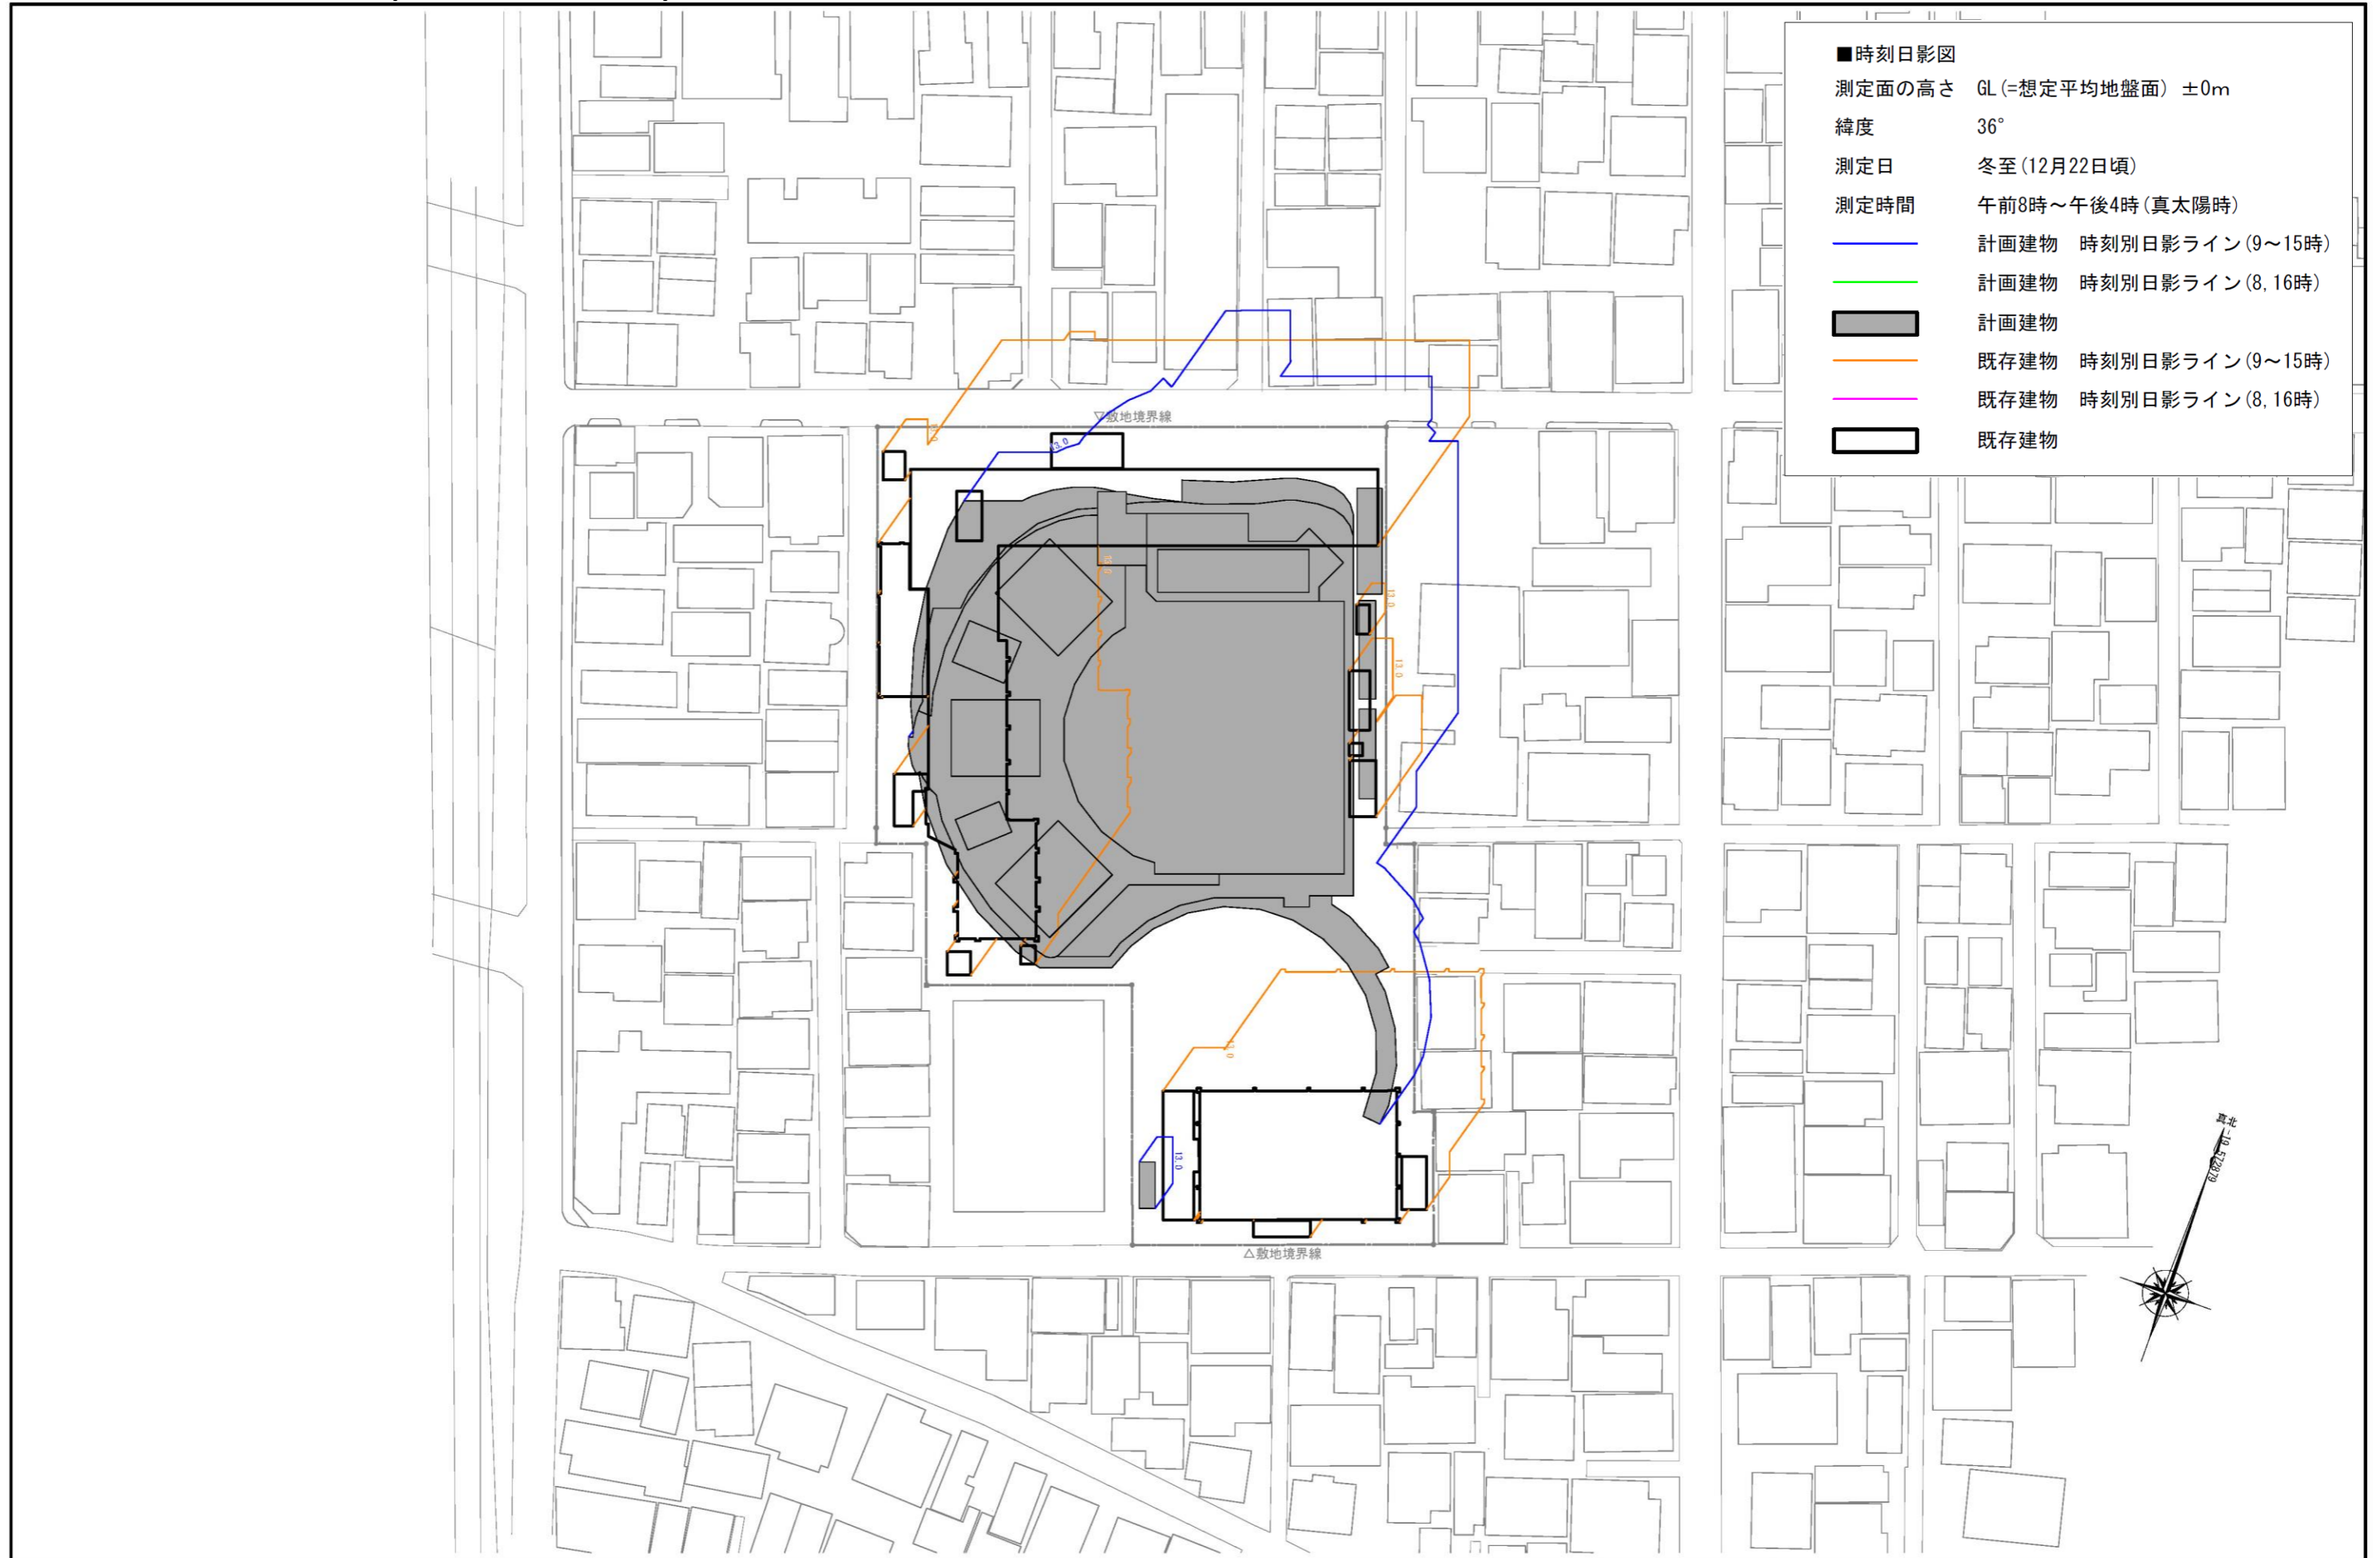 ■時刻日影図
測定面の高さ GL(=想定平均地盤面) ±0m
緯度 36°
測定日 冬至(12月22日頃)
測定時間 午前8時～午後4時(真太陽時)
計画建物 時刻別日影ライン(9～15時)
計画建物 時刻別日影ライン(8,16時)
計画建物
既存建物 時刻別日影ライン(9～15時)
既存建物 時刻別日影ライン(8,16時)
既存建物
▽敷地境界線
13.0
13.0
13.0
13.0
13.0
13.0
13.0
△敷地境界線
真北-19.572879